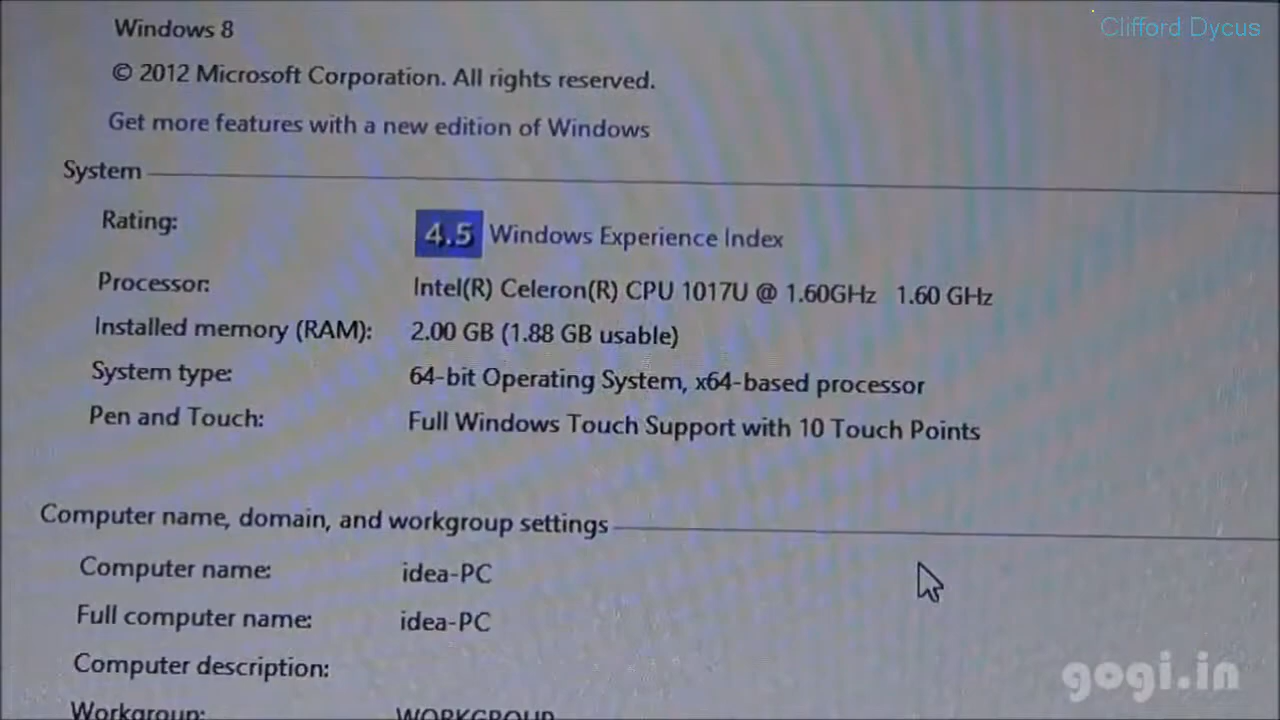 Clifford Dycus
Windows 8
© 2012 Microsoft Corporation. All rights reserved.
Get more features with a new edition of Windows
System
Rating: 4.5 Windows Experience Index
Processor: Intel(R) Celeron(R) CPU 1017U @ 1.60GHz 1.60 GHz
Installed memory (RAM): 2.00 GB (1.88 GB usable)
System type: 64-bit Operating System, x64-based processor
Pen and Touch: Full Windows Touch Support with 10 Touch Points
Computer name, domain, and workgroup settings
Computer name: idea-PC
Full computer name: idea-PC
Computer description:
Workgroup: WORKGROUP
gogi.in